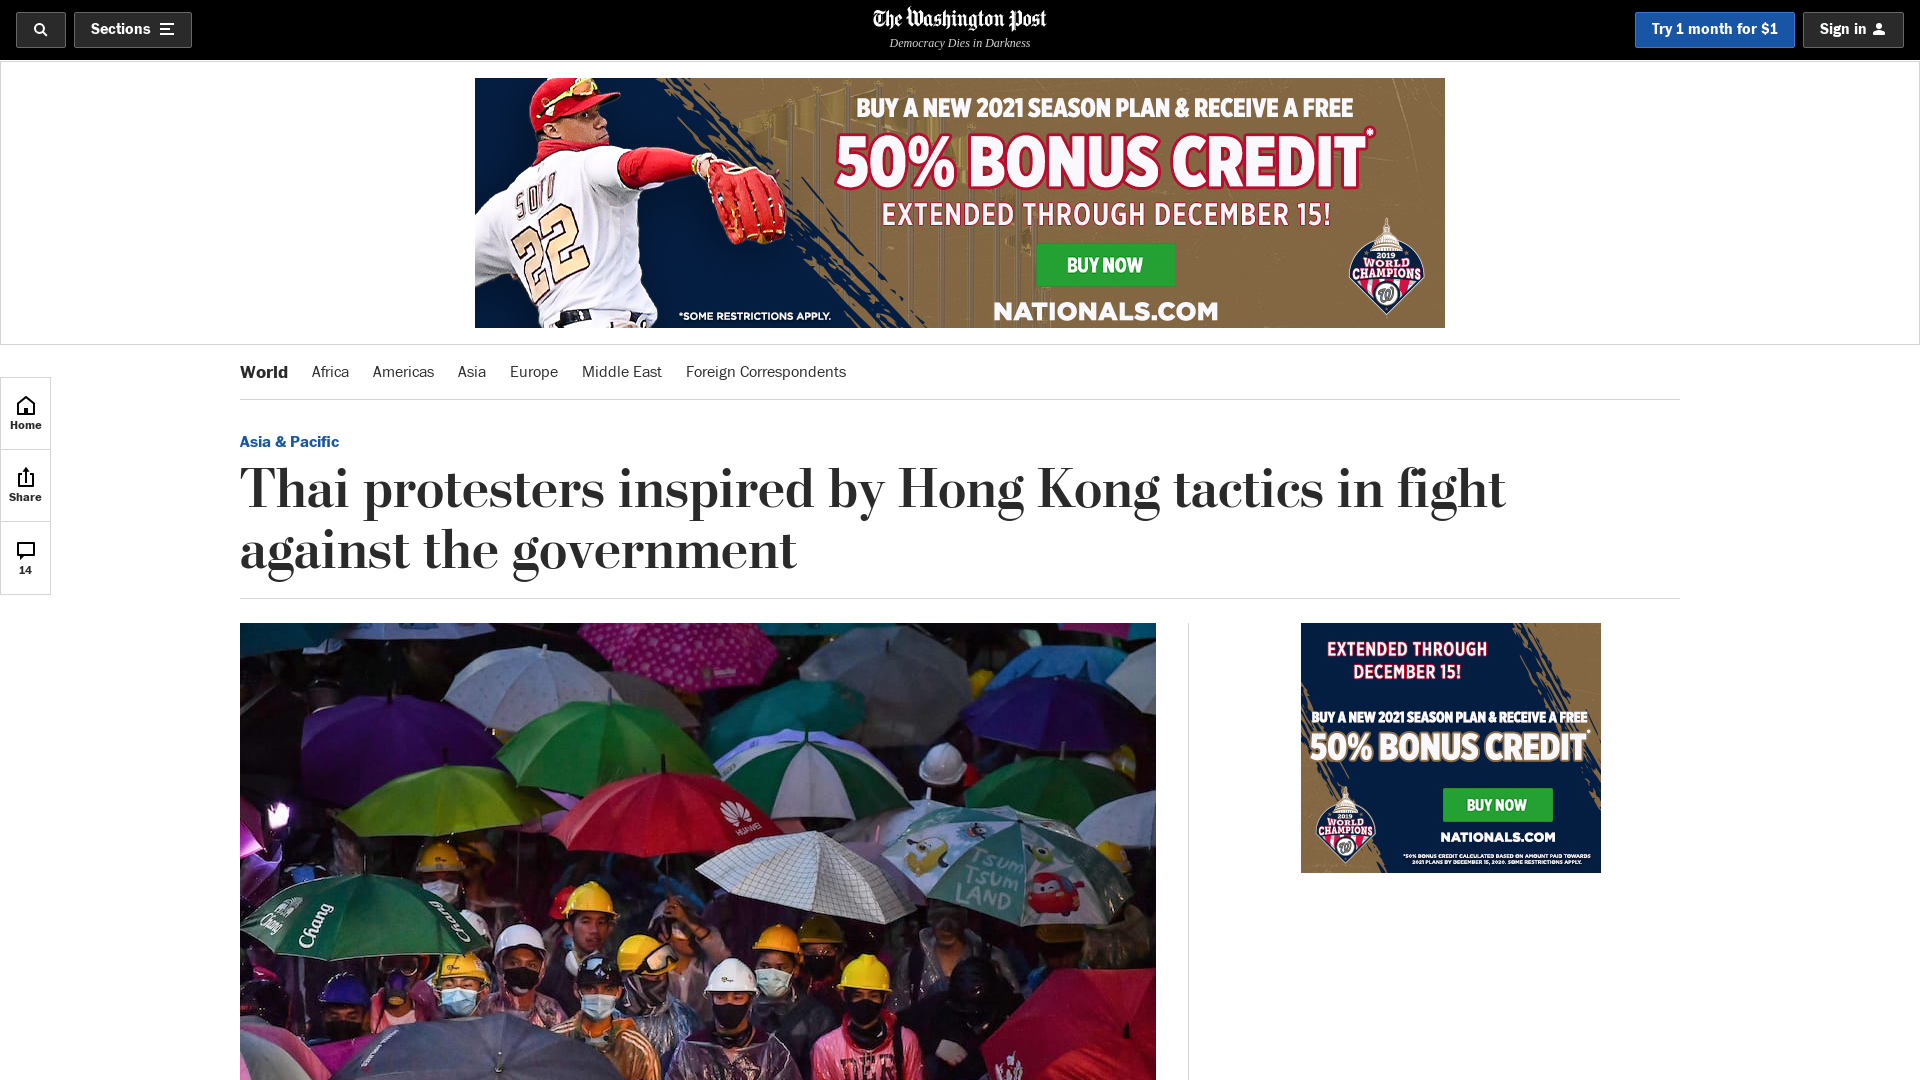 Sections
The Washington Post
Democracy Dies in Darkness
Try 1 month for $1
Sign in
BUY A NEW 2021 SEASON PLAN & RECEIVE A FREE
50% BONUS CREDIT*
EXTENDED THROUGH DECEMBER 15!
BUY NOW
NATIONALS.COM
*SOME RESTRICTIONS APPLY.
SOTO
22
2019
WORLD
CHAMPIONS
W
World Africa Americas Asia Europe Middle East Foreign Correspondents
Home
Share
14
Asia & Pacific
Thai protesters inspired by Hong Kong tactics in fight
against the government
HUAWEI
TSUM
TSUM
LAND
Chang
Chang
Chang
EXTENDED THROUGH
DECEMBER 15!
BUY A NEW 2021 SEASON PLAN & RECEIVE A FREE
50% BONUS CREDIT*
BUY NOW
NATIONALS.COM
2019
WORLD
CHAMPIONS
W
*50% BONUS CREDIT CALCULATED BASED ON AMOUNT PAID TOWARDS
2021 PLANS BY DECEMBER 15, 2020. SOME RESTRICTIONS APPLY.